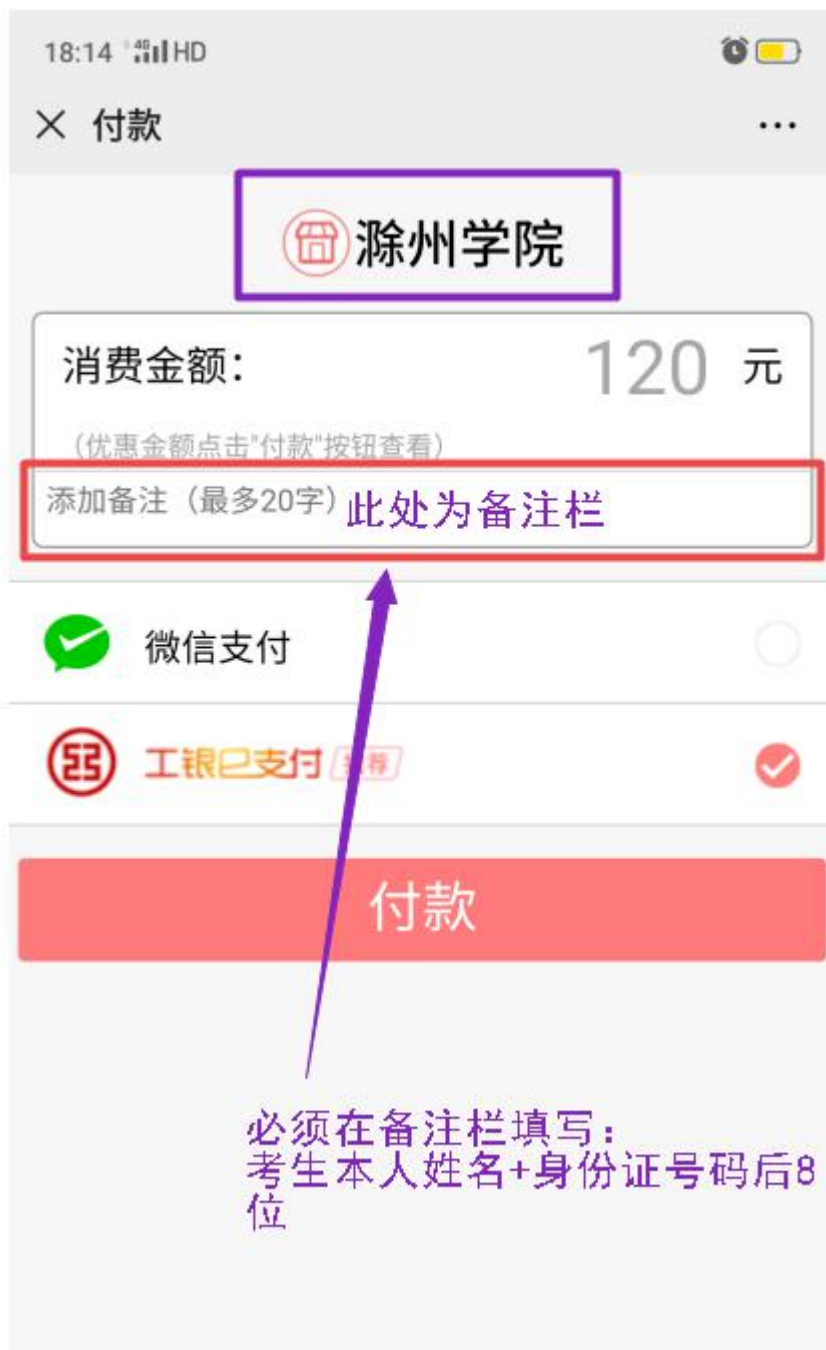 18:14 4G HD
付款
滁州学院
消费金额：
120 元
（优惠金额点击"付款"按钮查看）
添加备注（最多20字）
此处为备注栏
微信支付
工银e支付 推荐
付款
必须在备注栏填写：
考生本人姓名+身份证号码后8
位